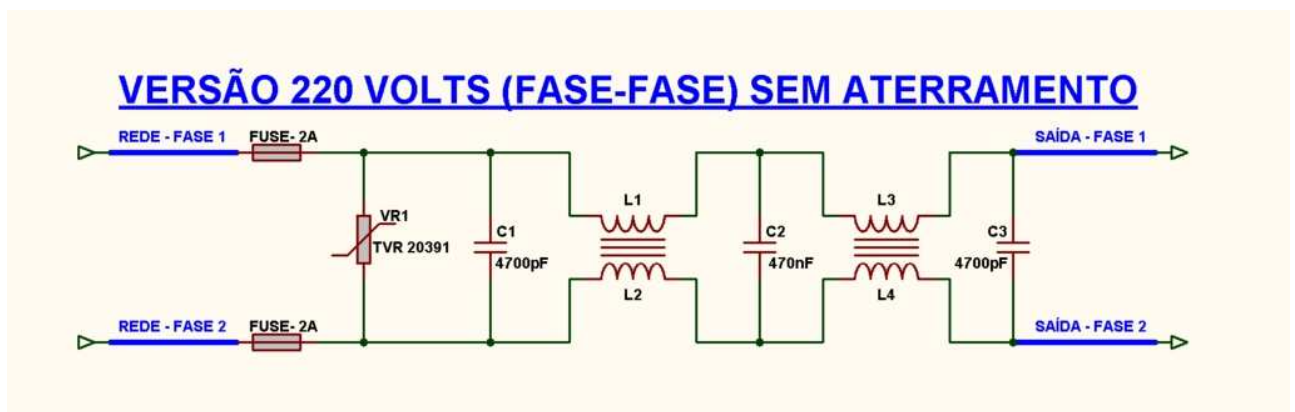 VERSÃO 220 VOLTS (FASE-FASE) SEM ATERRAMENTO
REDE - FASE 1
FUSE- 2A
SAÍDA - FASE 1
VR1
TVR 20391
C1
4700pF
L1
L2
C2
470nF
L3
L4
C3
4700pF
REDE - FASE 2
FUSE- 2A
SAÍDA - FASE 2